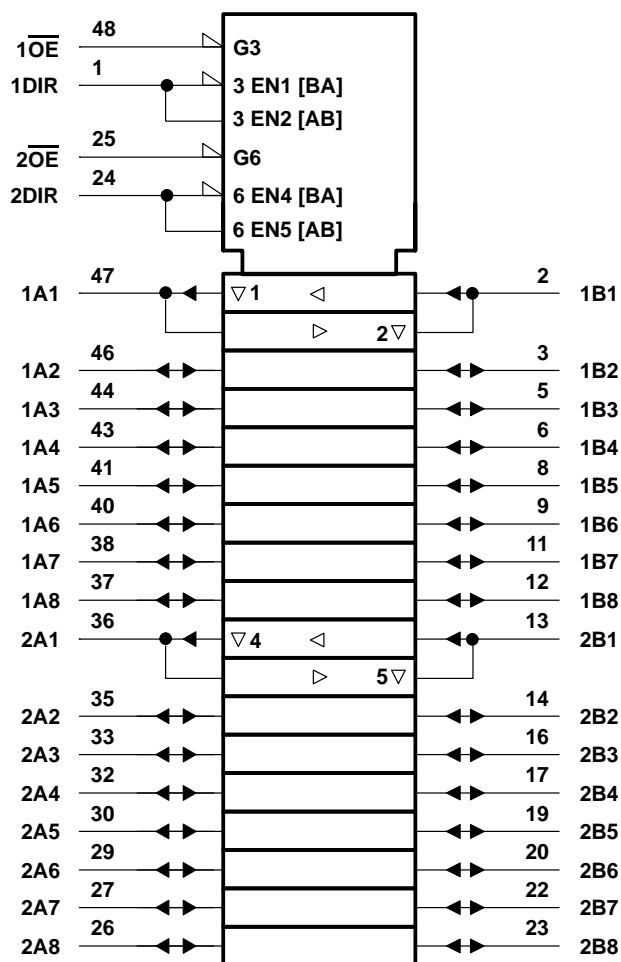 1O̅E̅ 48 G3
1DIR 1 3 EN1 [BA]
3 EN2 [AB]
2O̅E̅ 25 G6
2DIR 24 6 EN4 [BA]
6 EN5 [AB]
1A1 47 ▽1 ◁ 2 1B1
▷ 2▽
1A2 46 3 1B2
1A3 44 5 1B3
1A4 43 6 1B4
1A5 41 8 1B5
1A6 40 9 1B6
1A7 38 11 1B7
1A8 37 12 1B8
2A1 36 ▽4 ◁ 13 2B1
▷ 5▽
2A2 35 14 2B2
2A3 33 16 2B3
2A4 32 17 2B4
2A5 30 19 2B5
2A6 29 20 2B6
2A7 27 22 2B7
2A8 26 23 2B8